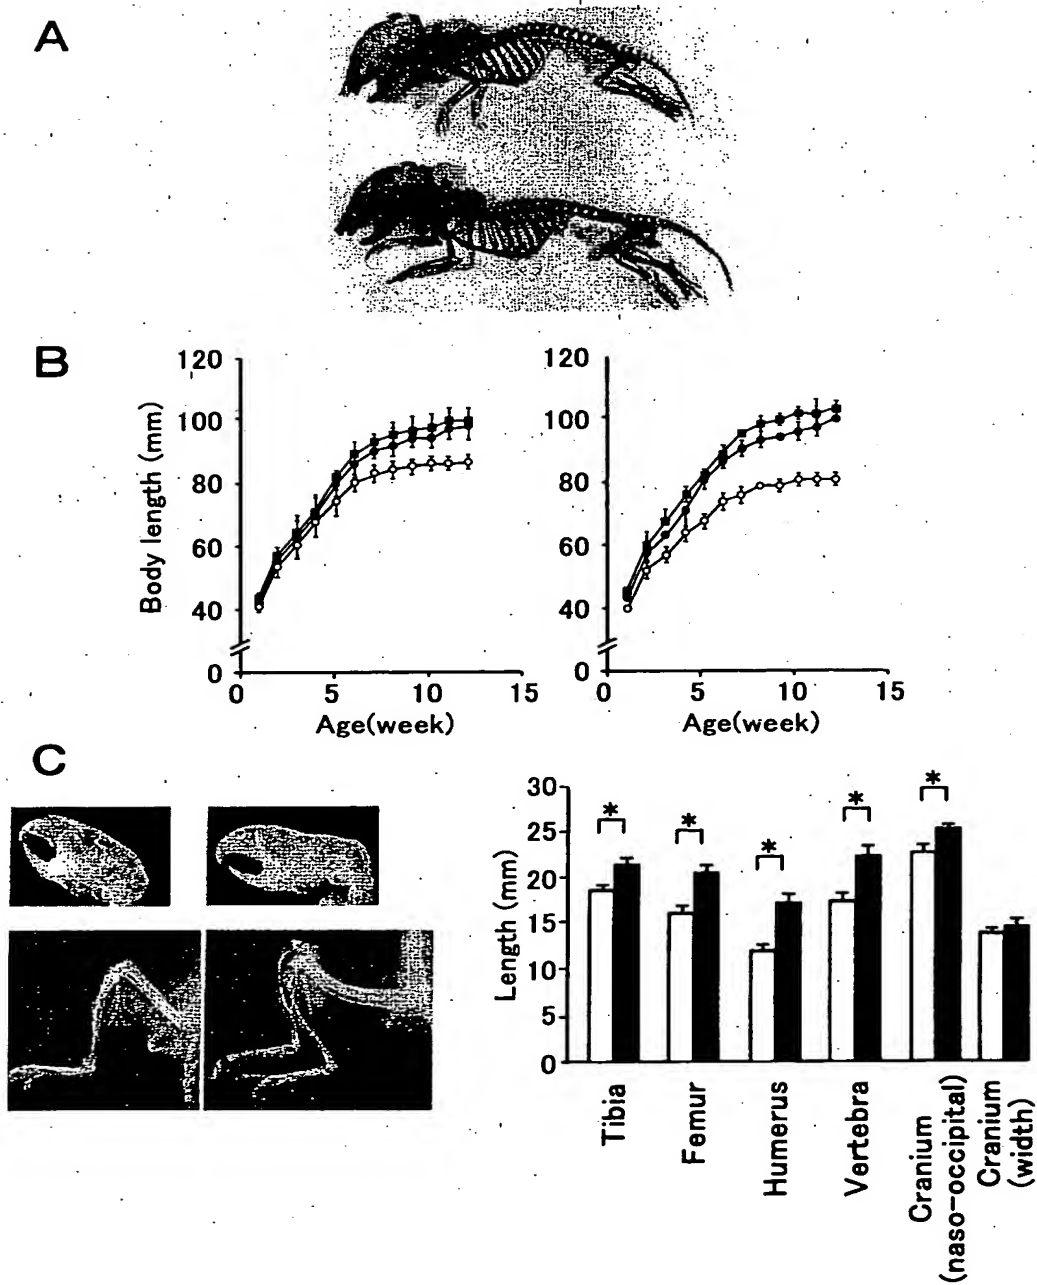 A
B
120
100
80
60
40
0
0
5
10
15
Body length (mm)
Age(week)
120
100
80
60
40
0
0
5
10
15
Age(week)
C
30
25
20
15
10
5
0
Length (mm)
*
*
*
*
*
Tibia
Femur
Humerus
Vertebra
Cranium
(naso-occipital)
Cranium
(width)